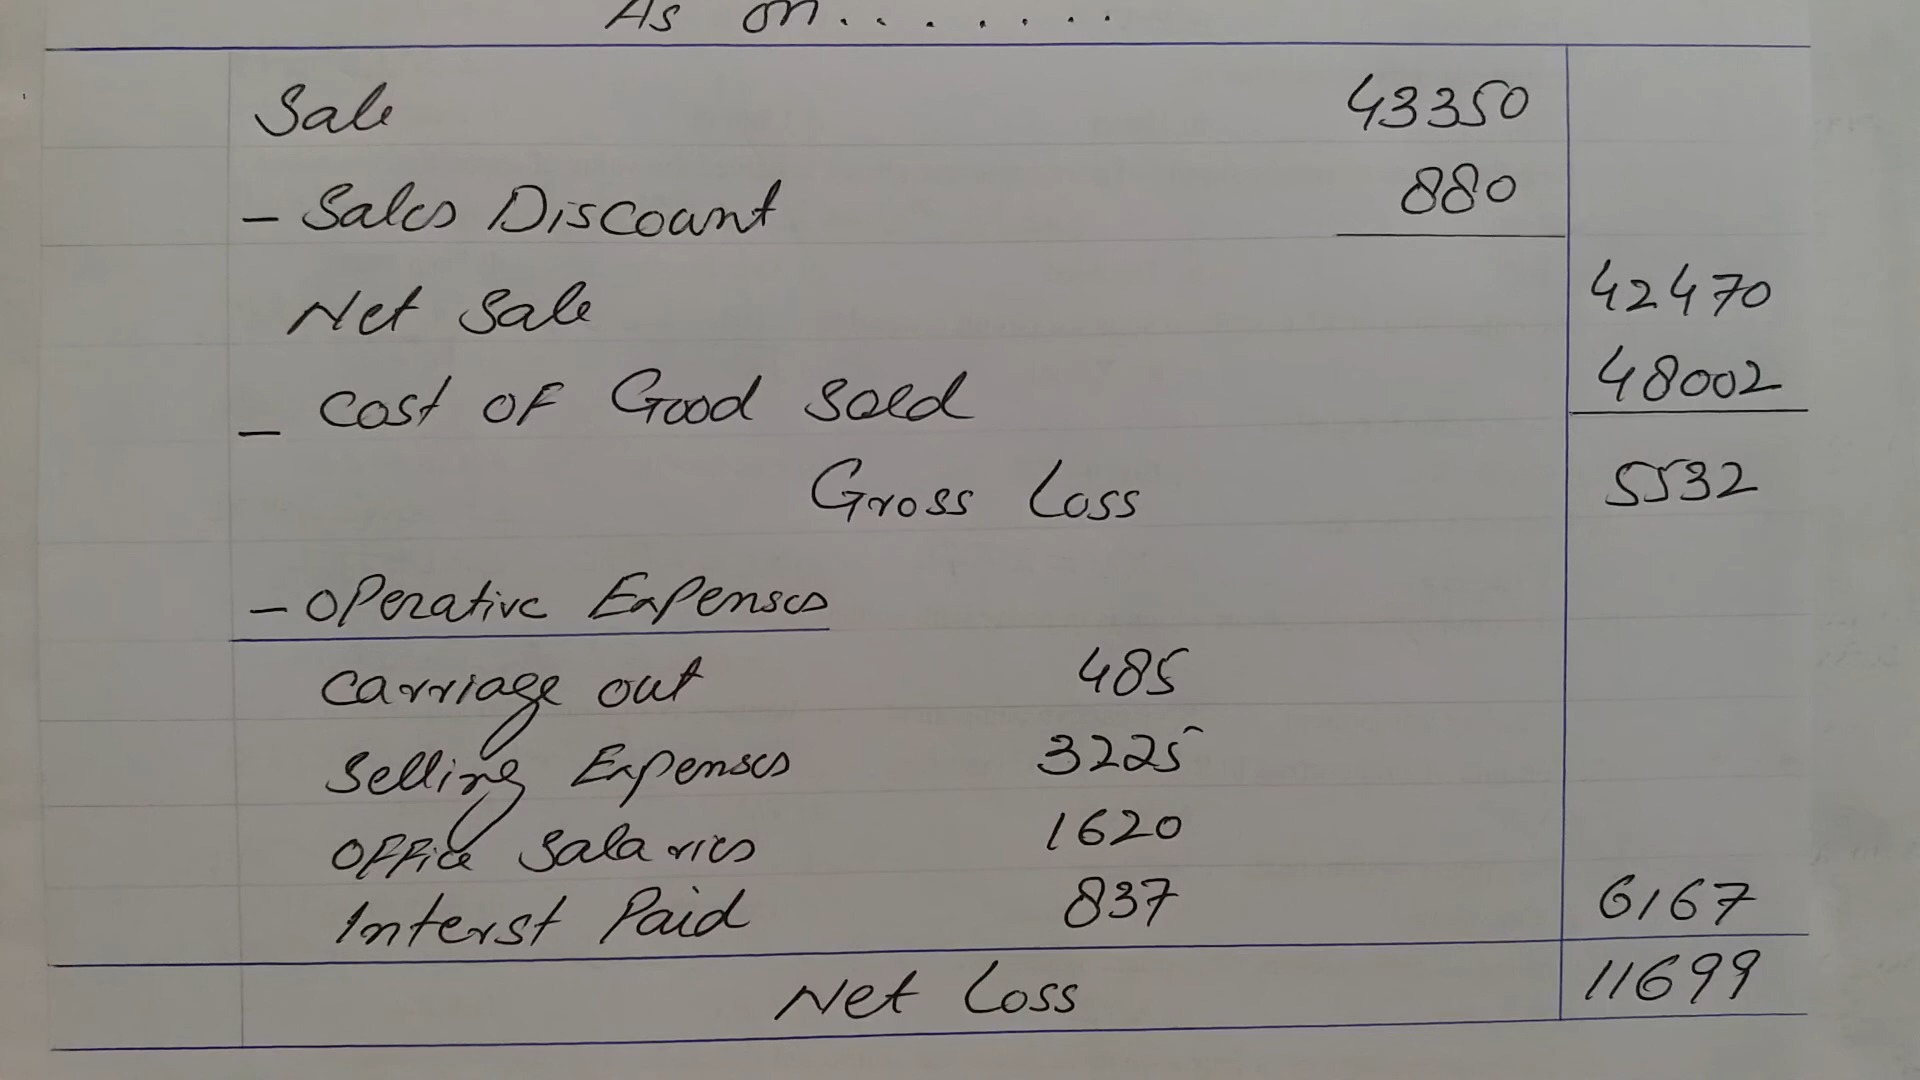 As on.......
Sale 43350
- Sales Discount 880
Net Sale 42470
- Cost of Good Sold 48002
Gross Loss 5532
- Operative Expenses
Carriage out 485
Selling Expenses 3225
Office Salaries 1620
Interst Paid 837 6167
Net Loss 11699